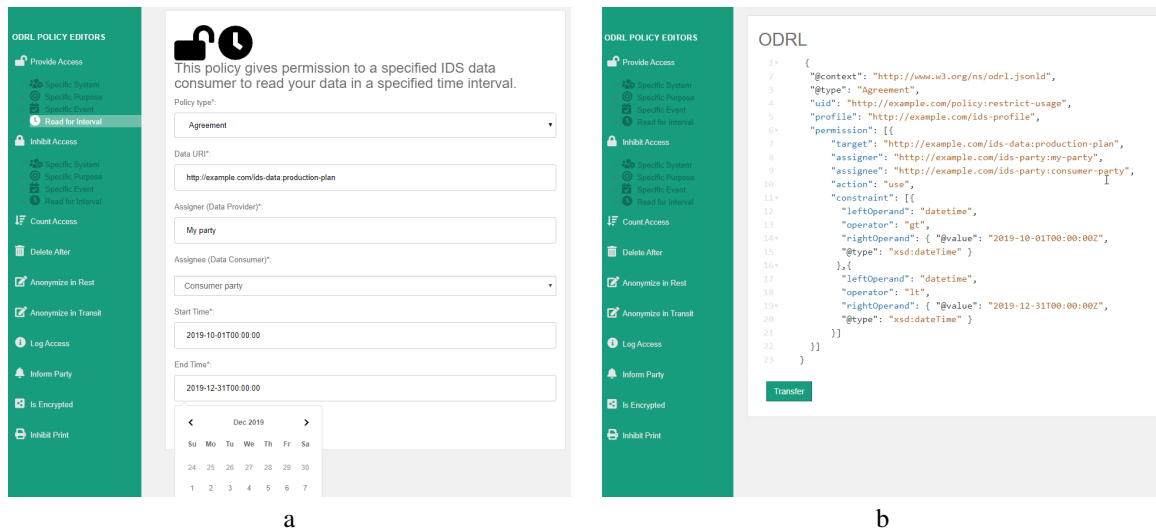 ODRL POLICY EDITORS
Provide Access
Specific System
Specific Purpose
Specific Event
Read for Interval
Inhibit Access
Specific System
Specific Purpose
Specific Event
Read for Interval
Count Access
Delete After
Anonymize in Rest
Anonymize in Transit
Log Access
Inform Party
Is Encrypted
Inhibit Print
This policy gives permission to a specified IDS data
consumer to read your data in a specified time interval.
Policy type*:
Agreement
Data URI*:
http://example.com/ids-data:production-plan
Assigner (Data Provider)*:
My party
Assignee (Data Consumer)*:
Consumer party
Start Time*:
2019-10-01T00:00:00
End Time*:
2019-12-31T00:00:00
Dec 2019
Su Mo Tu We Th Fr Sa
24 25 26 27 28 29 30
1 2 3 4 5 6 7
a
ODRL POLICY EDITORS
Provide Access
Specific System
Specific Purpose
Specific Event
Read for Interval
Inhibit Access
Specific System
Specific Purpose
Specific Event
Read for Interval
Count Access
Delete After
Anonymize in Rest
Anonymize in Transit
Log Access
Inform Party
Is Encrypted
Inhibit Print
ODRL
1 {
2 "@context": "http://www.w3.org/ns/odrl.jsonld",
3 "@type": "Agreement",
4 "uid": "http://example.com/policy:restrict-usage",
5 "profile": "http://example.com/ids-profile",
6 "permission": [{
7 "target": "http://example.com/ids-data:production-plan",
8 "assigner": "http://example.com/ids-party:my-party",
9 "assignee": "http://example.com/ids-party:consumer-party",
10 "action": "use",
11 "constraint": [{
12 "leftOperand": "datetime",
13 "operator": "gt",
14 "rightOperand": { "@value": "2019-10-01T00:00:00Z",
15 "@type": "xsd:dateTime" }
16 },{
17 "leftOperand": "datetime",
18 "operator": "lt",
19 "rightOperand": { "@value": "2019-12-31T00:00:00Z",
20 "@type": "xsd:dateTime" }
21 }]
22 }]
23 }
Transfer
b